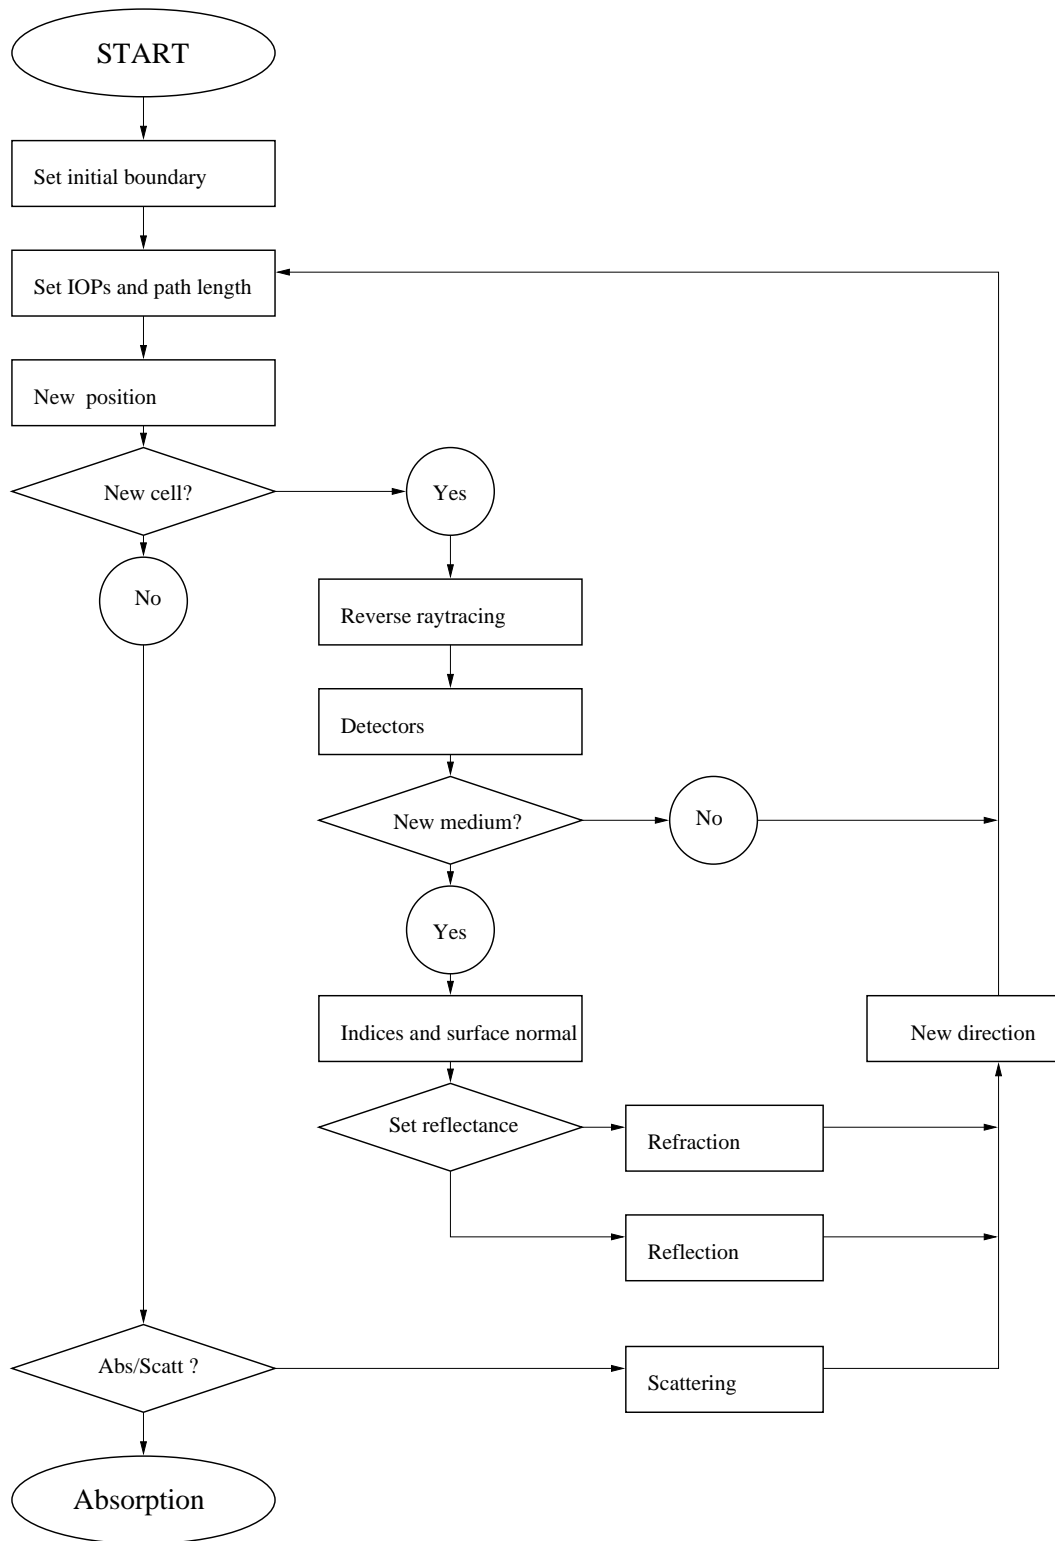 START
Set initial boundary
Set IOPs and path length
New position
New cell?
Yes
No
Reverse raytracing
Detectors
New medium?
No
Yes
Indices and surface normal
New direction
Set reflectance
Refraction
Reflection
Abs/Scatt ?
Scattering
Absorption